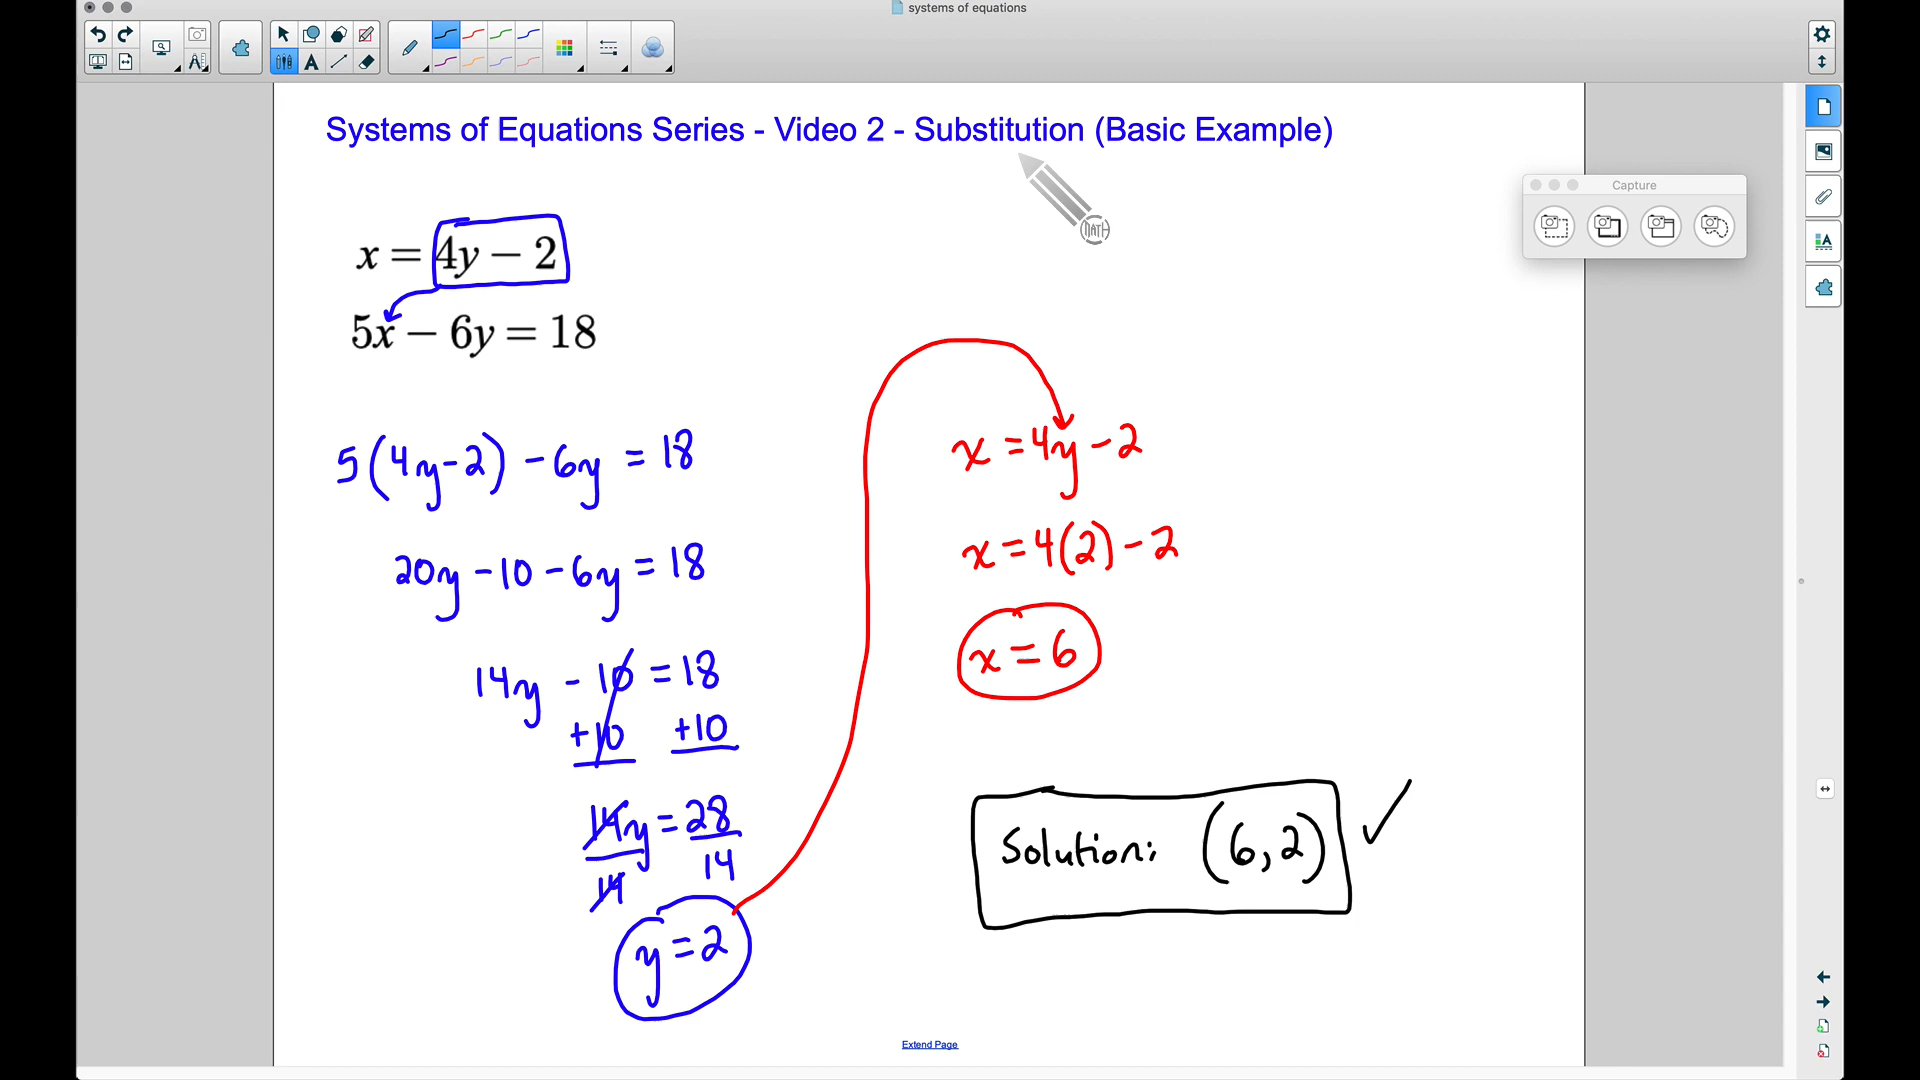 systems of equations
Systems of Equations Series - Video 2 - Substitution (Basic Example)
MATH
Capture
x = 4y − 2
5x − 6y = 18
5(4y-2) - 6y = 18
20y - 10 - 6y = 18
14y - 10 = 18
+10 +10
14y = 28
14 14
y = 2
x = 4y - 2
x = 4(2) - 2
x = 6
Solution: (6,2) ✓
Extend Page